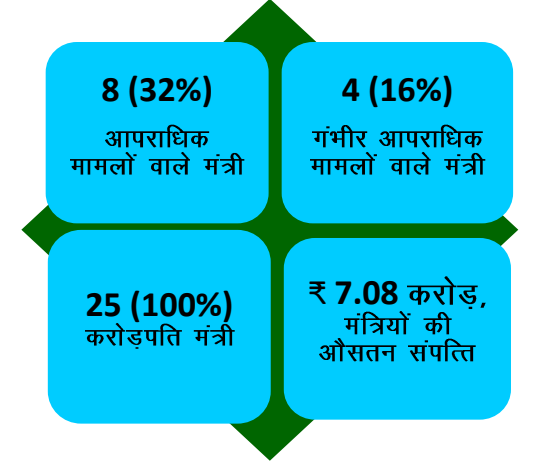 8 (32%)
आपराधिक
मामलों वाले मंत्री
4 (16%)
गंभीर आपराधिक
मामलों वाले मंत्री
25 (100%)
करोड़पति मंत्री
₹ 7.08 करोड़,
मंत्रियों की
औसतन संपत्ति